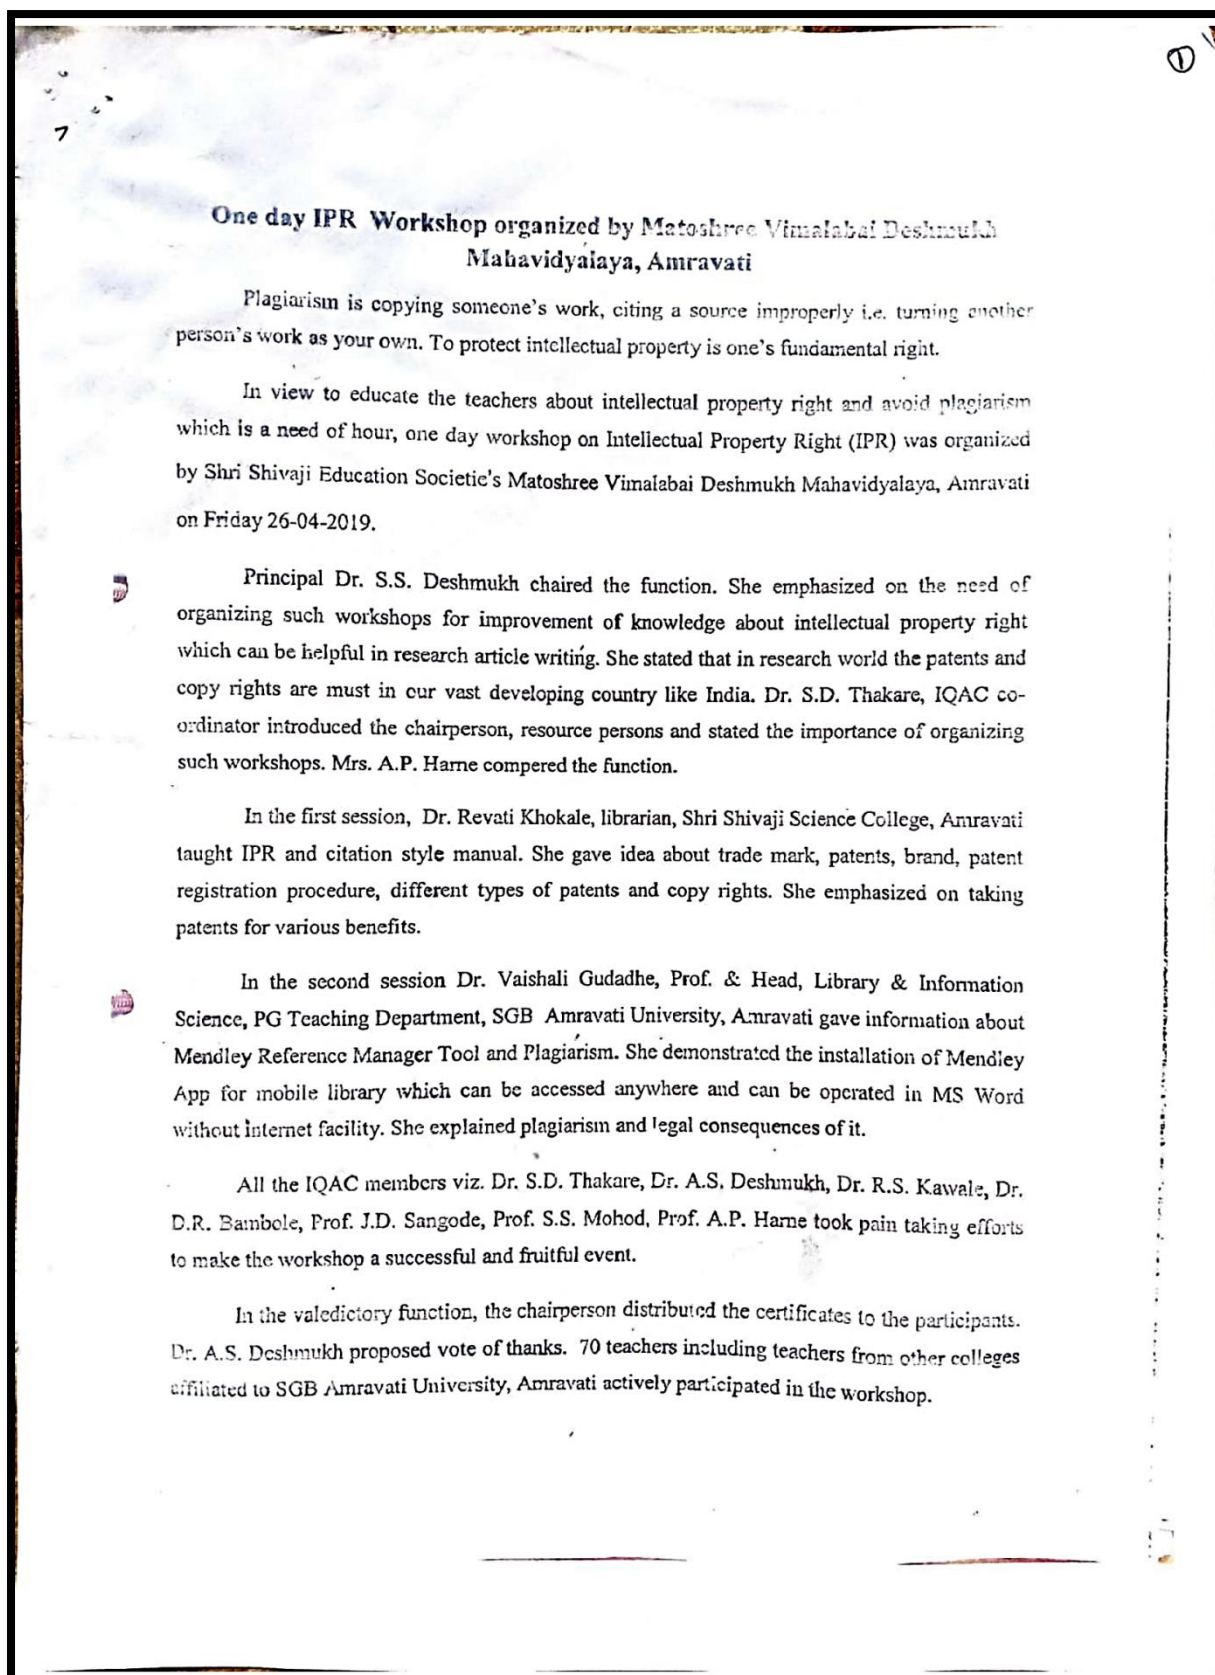 ①
7
One day IPR Workshop organized by Matoshree Vimalabai Deshmukh
Mahavidyalaya, Amravati
Plagiarism is copying someone's work, citing a source improperly i.e. turning another
person's work as your own. To protect intellectual property is one's fundamental right.
In view to educate the teachers about intellectual property right and avoid plagiarism
which is a need of hour, one day workshop on Intellectual Property Right (IPR) was organized
by Shri Shivaji Education Societie's Matoshree Vimalabai Deshmukh Mahavidyalaya, Amravati
on Friday 26-04-2019.
Principal Dr. S.S. Deshmukh chaired the function. She emphasized on the need of
organizing such workshops for improvement of knowledge about intellectual property right
which can be helpful in research article writing. She stated that in research world the patents and
copy rights are must in our vast developing country like India. Dr. S.D. Thakare, IQAC co-
ordinator introduced the chairperson, resource persons and stated the importance of organizing
such workshops. Mrs. A.P. Harne compered the function.
In the first session, Dr. Revati Khokale, librarian, Shri Shivaji Science College, Amravati
taught IPR and citation style manual. She gave idea about trade mark, patents, brand, patent
registration procedure, different types of patents and copy rights. She emphasized on taking
patents for various benefits.
In the second session Dr. Vaishali Gudadhe, Prof. & Head, Library & Information
Science, PG Teaching Department, SGB Amravati University, Amravati gave information about
Mendley Reference Manager Tool and Plagiarism. She demonstrated the installation of Mendley
App for mobile library which can be accessed anywhere and can be operated in MS Word
without internet facility. She explained plagiarism and legal consequences of it.
All the IQAC members viz. Dr. S.D. Thakare, Dr. A.S. Deshmukh, Dr. R.S. Kawale, Dr.
D.R. Bambole, Prof. J.D. Sangode, Prof. S.S. Mohod, Prof. A.P. Harne took pain taking efforts
to make the workshop a successful and fruitful event.
In the valedictory function, the chairperson distributed the certificates to the participants.
Dr. A.S. Deshmukh proposed vote of thanks. 70 teachers including teachers from other colleges
affiliated to SGB Amravati University, Amravati actively participated in the workshop.